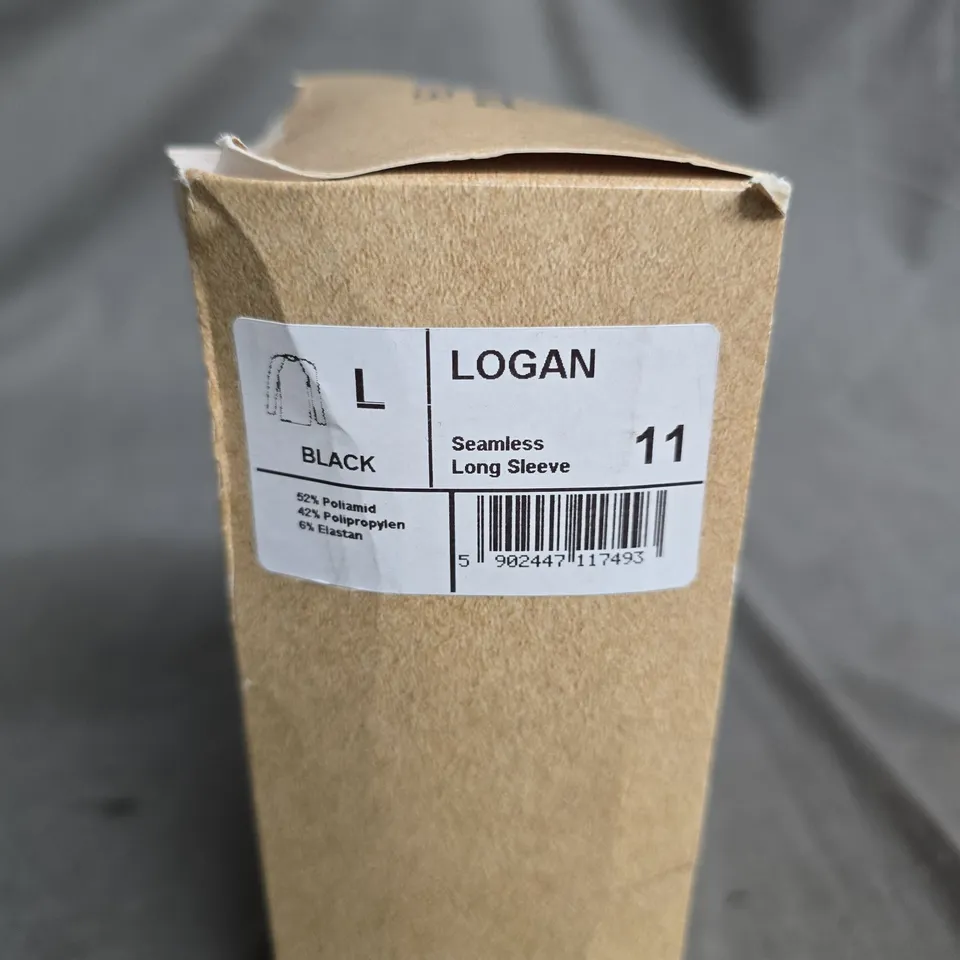 L
BLACK
LOGAN
Seamless
Long Sleeve
11
52% Poliamid
42% Polipropylen
6% Elastan
5 902447 117493